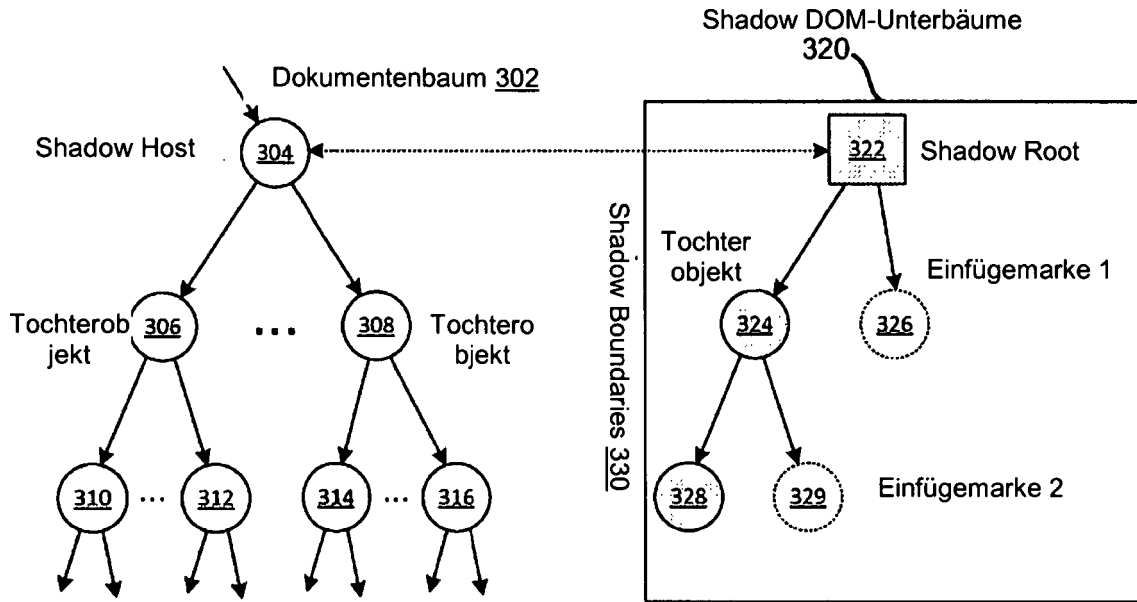 Shadow DOM-Unterbäume
320
Dokumentenbaum 302
Shadow Host
304
322
Shadow Root
Shadow Boundaries 330
Tochter
objekt
Einfügemarke 1
Tochterob
jekt
306
...
308
Tochtero
bjekt
324
326
310
...
312
314
...
316
328
329
Einfügemarke 2